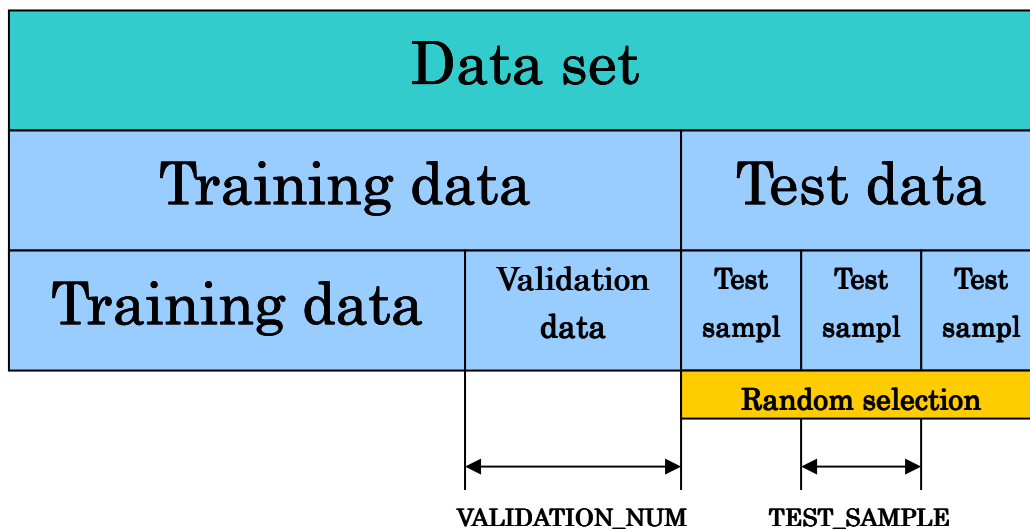 Data set
Training data
Test data
Training data
Validation
data
Test
sampl
Test
sampl
Test
sampl
Random selection
VALIDATION_NUM
TEST_SAMPLE